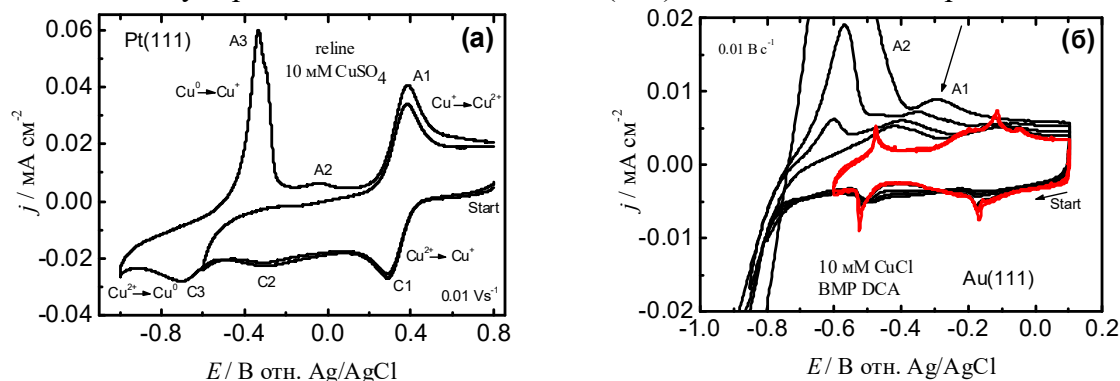 Pt(111)
(a)
A3
reline
10 мМ CuSO4
A1
Cu0→Cu+
Cu+→Cu2+
A2
Start
Cu2+→Cu+
Cu2+→Cu0
C3
C2
C1
0.01 Vs-1
0.06
0.04
0.02
0.00
-0.02
-0.04
j / мА см-2
-0.8
-0.4
0.0
0.4
0.8
E / В отн. Ag/AgCl
(б)
0.01 В с-1
A2
A1
Start
10 мМ CuCl
BMP DCA
Au(111)
0.02
0.01
0.00
-0.01
-0.02
j / мА см-2
-1.0
-0.8
-0.6
-0.4
-0.2
0.0
0.2
E / В отн. Ag/AgCl